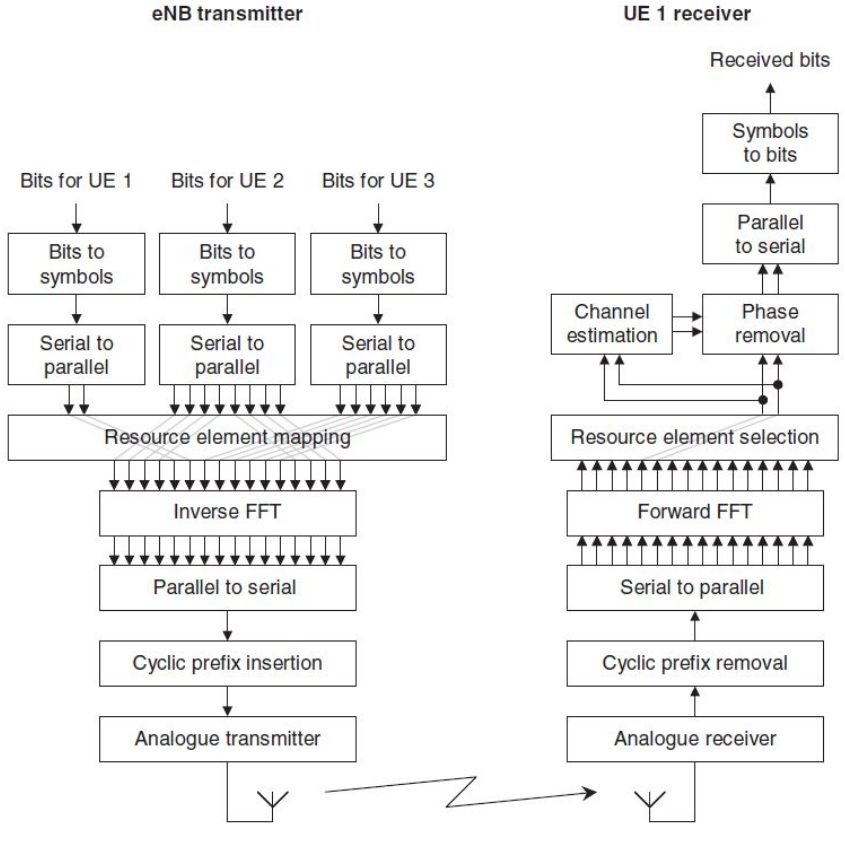 eNB transmitter
UE 1 receiver
Received bits
Symbols
to bits
Parallel
to serial
Channel
estimation
Phase
removal
Resource element selection
Forward FFT
Serial to parallel
Cyclic prefix removal
Analogue receiver
Bits for UE 1
Bits for UE 2
Bits for UE 3
Bits to
symbols
Bits to
symbols
Bits to
symbols
Serial to
parallel
Serial to
parallel
Serial to
parallel
Resource element mapping
Inverse FFT
Parallel to serial
Cyclic prefix insertion
Analogue transmitter